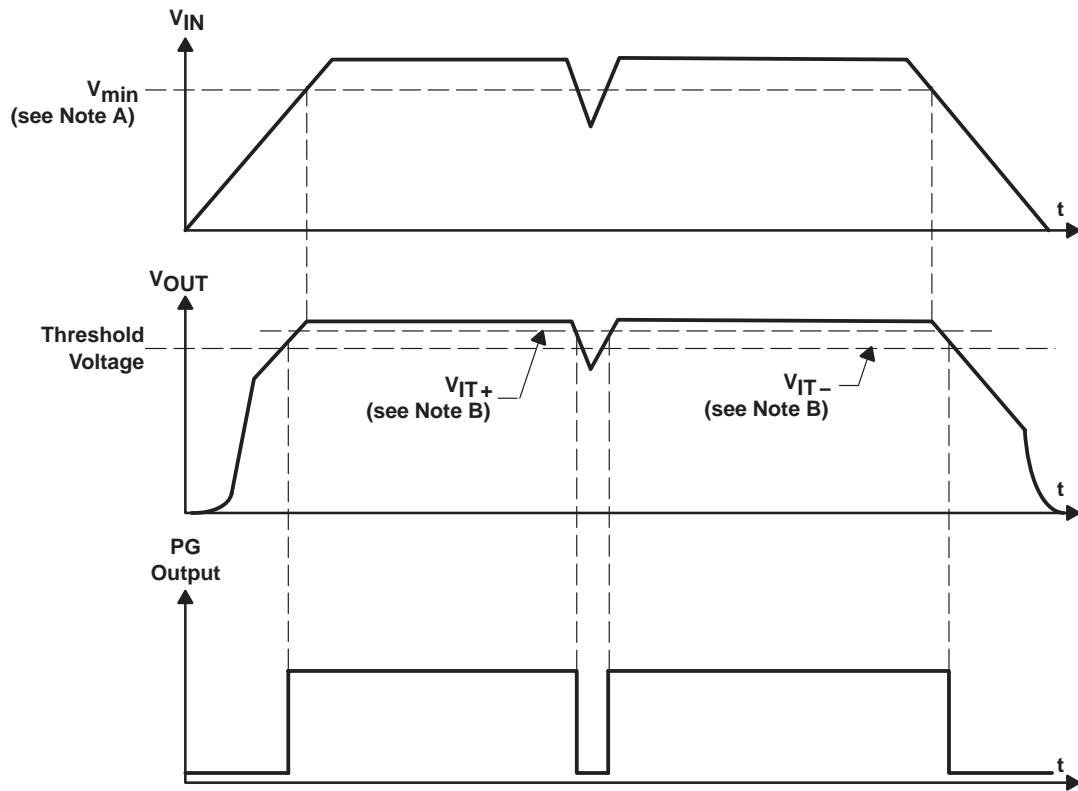 VIN
Vmin
(see Note A)
t
VOUT
Threshold
Voltage
VIT+
(see Note B)
VIT−
(see Note B)
t
PG
Output
t